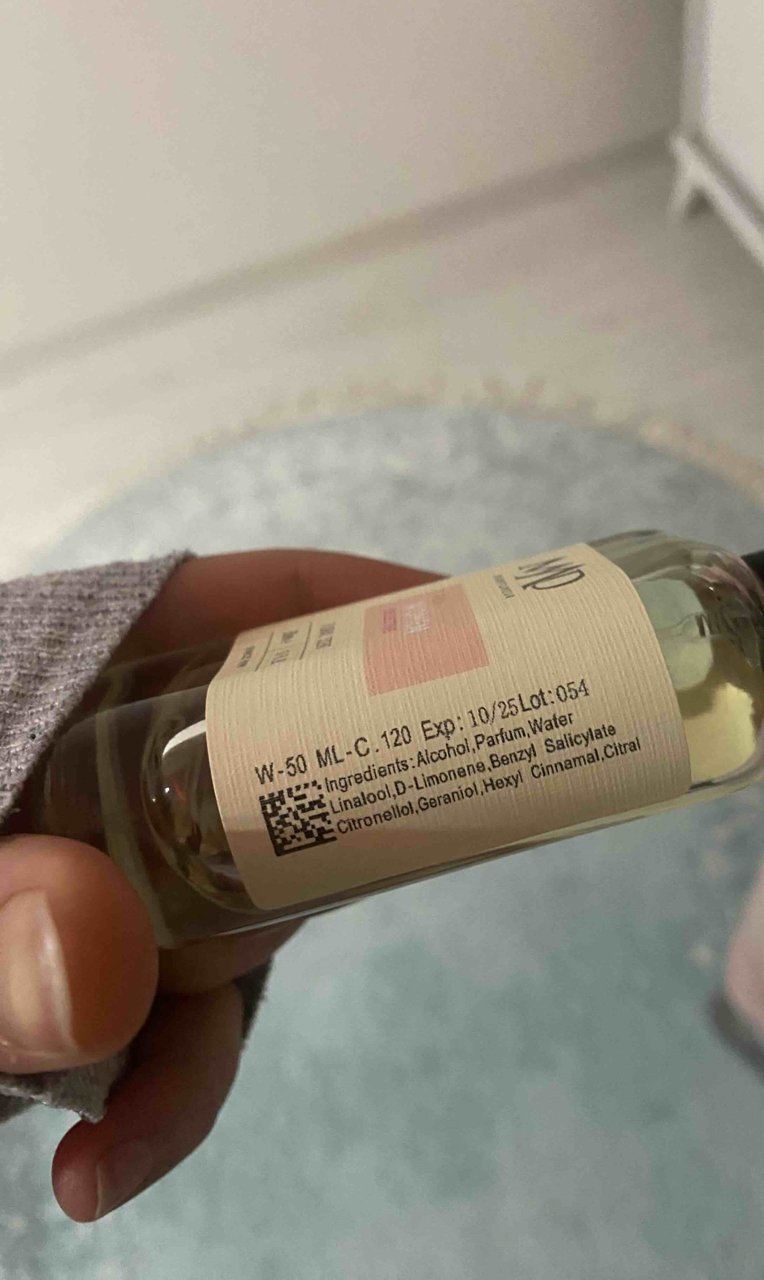 W-50 ML-C.120 Exp: 10/25 Lot: 054
Ingredients:Alcohol,Parfum,Water
Linalool,D-Limonene,Benzyl Salicylate
Citronellol,Geraniol,Hexyl Cinnamal,Citral